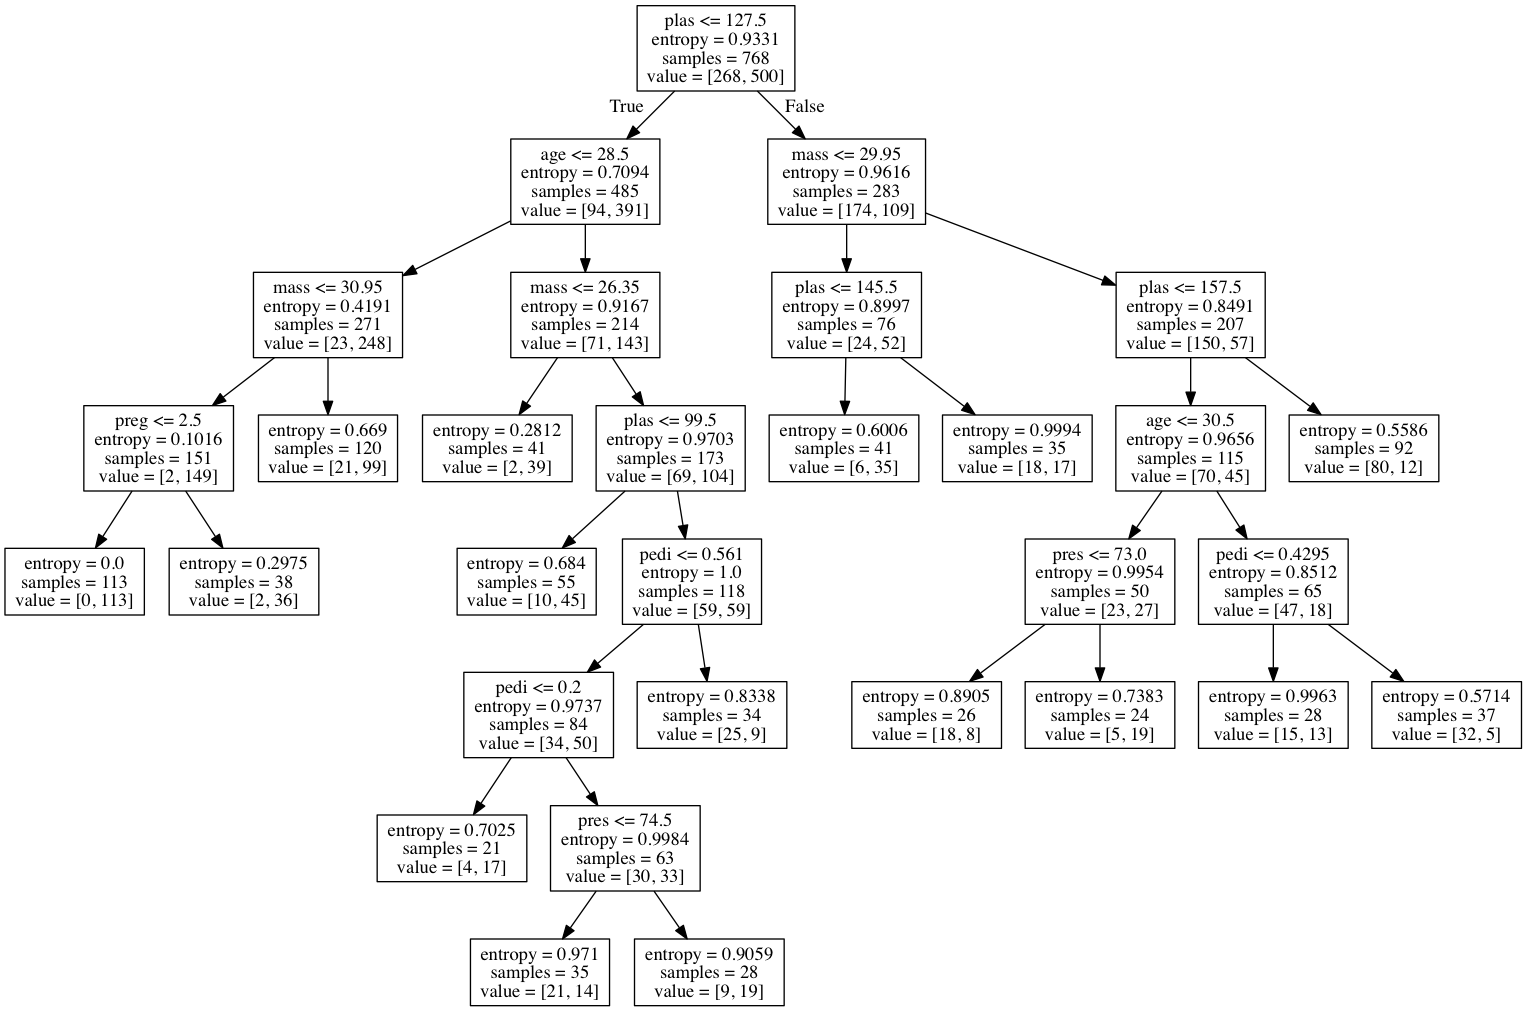 plas <= 127.5
entropy = 0.9331
samples = 768
value = [268, 500]
True
False
age <= 28.5
entropy = 0.7094
samples = 485
value = [94, 391]
mass <= 29.95
entropy = 0.9616
samples = 283
value = [174, 109]
mass <= 30.95
entropy = 0.4191
samples = 271
value = [23, 248]
mass <= 26.35
entropy = 0.9167
samples = 214
value = [71, 143]
plas <= 145.5
entropy = 0.8997
samples = 76
value = [24, 52]
plas <= 157.5
entropy = 0.8491
samples = 207
value = [150, 57]
preg <= 2.5
entropy = 0.1016
samples = 151
value = [2, 149]
entropy = 0.669
samples = 120
value = [21, 99]
entropy = 0.2812
samples = 41
value = [2, 39]
plas <= 99.5
entropy = 0.9703
samples = 173
value = [69, 104]
entropy = 0.6006
samples = 41
value = [6, 35]
entropy = 0.9994
samples = 35
value = [18, 17]
age <= 30.5
entropy = 0.9656
samples = 115
value = [70, 45]
entropy = 0.5586
samples = 92
value = [80, 12]
entropy = 0.0
samples = 113
value = [0, 113]
entropy = 0.2975
samples = 38
value = [2, 36]
entropy = 0.684
samples = 55
value = [10, 45]
pedi <= 0.561
entropy = 1.0
samples = 118
value = [59, 59]
pres <= 73.0
entropy = 0.9954
samples = 50
value = [23, 27]
pedi <= 0.4295
entropy = 0.8512
samples = 65
value = [47, 18]
pedi <= 0.2
entropy = 0.9737
samples = 84
value = [34, 50]
entropy = 0.8338
samples = 34
value = [25, 9]
entropy = 0.8905
samples = 26
value = [18, 8]
entropy = 0.7383
samples = 24
value = [5, 19]
entropy = 0.9963
samples = 28
value = [15, 13]
entropy = 0.5714
samples = 37
value = [32, 5]
entropy = 0.7025
samples = 21
value = [4, 17]
pres <= 74.5
entropy = 0.9984
samples = 63
value = [30, 33]
entropy = 0.971
samples = 35
value = [21, 14]
entropy = 0.9059
samples = 28
value = [9, 19]